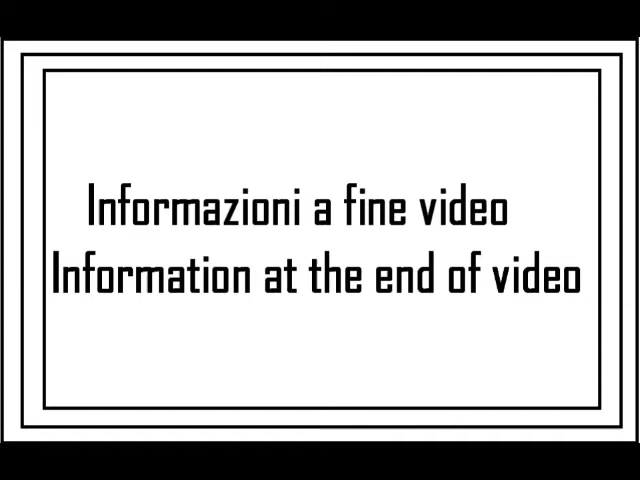 Informazioni a fine video
Information at the end of video